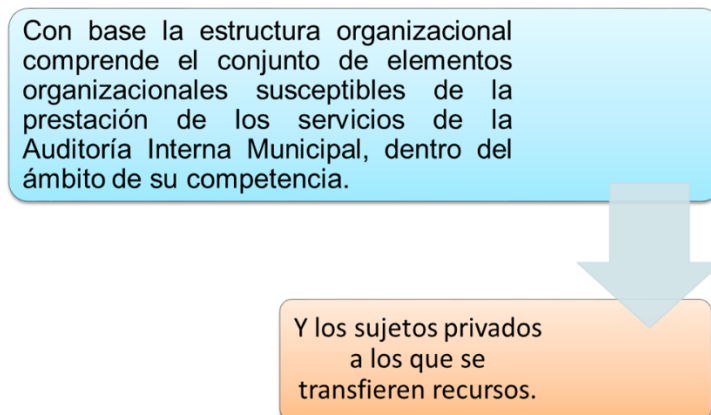 Con base la estructura organizacional
comprende el conjunto de elementos
organizacionales susceptibles de la
prestación de los servicios de la
Auditoría Interna Municipal, dentro del
ámbito de su competencia.
Y los sujetos privados
a los que se
transfieren recursos.